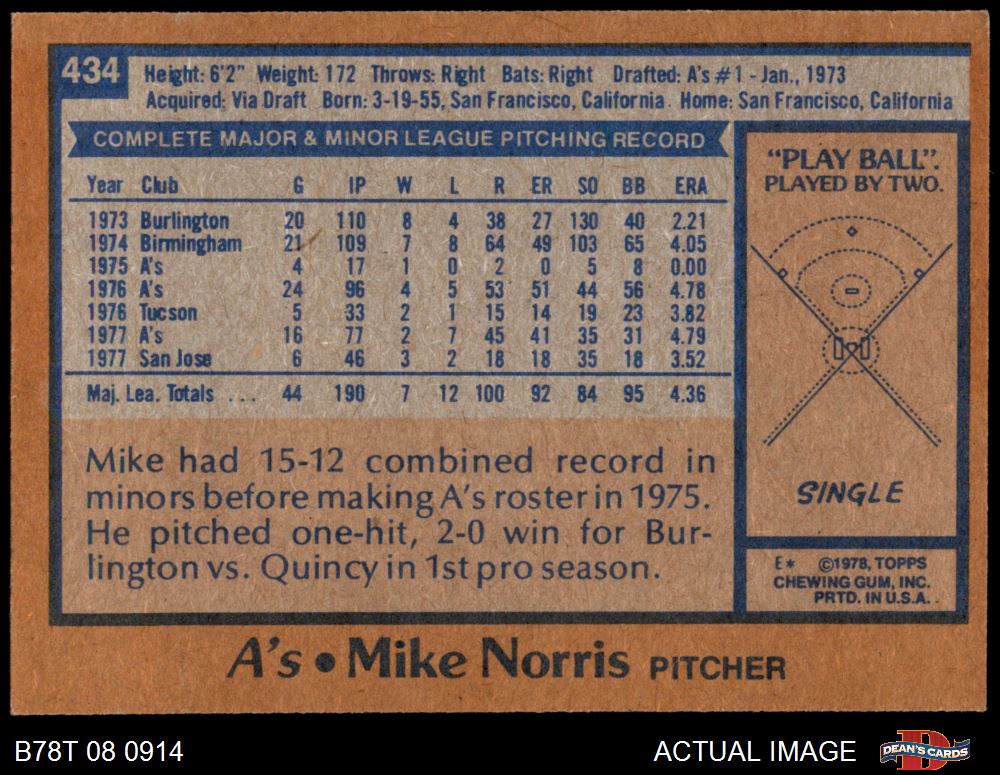 434
Height: 6'2" Weight: 172 Throws: Right Bats: Right Drafted: A's #1 - Jan., 1973
Acquired: Via Draft Born: 3-19-55, San Francisco, California. Home: San Francisco, California
COMPLETE MAJOR & MINOR LEAGUE PITCHING RECORD
Year Club G IP W L R ER SO BB ERA
1973 Burlington 20 110 8 4 38 27 130 40 2.21
1974 Birmingham 21 109 7 8 64 49 103 65 4.05
1975 A's 4 17 1 0 2 0 5 8 0.00
1976 A's 24 96 4 5 53 51 44 56 4.78
1976 Tucson 5 33 2 1 15 14 19 23 3.82
1977 A's 16 77 2 7 45 41 35 31 4.79
1977 San Jose 6 46 3 2 18 18 35 18 3.52
Maj. Lea. Totals ... 44 190 7 12 100 92 84 95 4.36
Mike had 15-12 combined record in
minors before making A's roster in 1975.
He pitched one-hit, 2-0 win for Bur-
lington vs. Quincy in 1st pro season.
"PLAY BALL".
PLAYED BY TWO.
SINGLE
E* ©1978, TOPPS
CHEWING GUM, INC.
PRTD. IN U.S.A.
A's • Mike Norris PITCHER
B78T 08 0914
ACTUAL IMAGE
D
DEAN'S CARDS